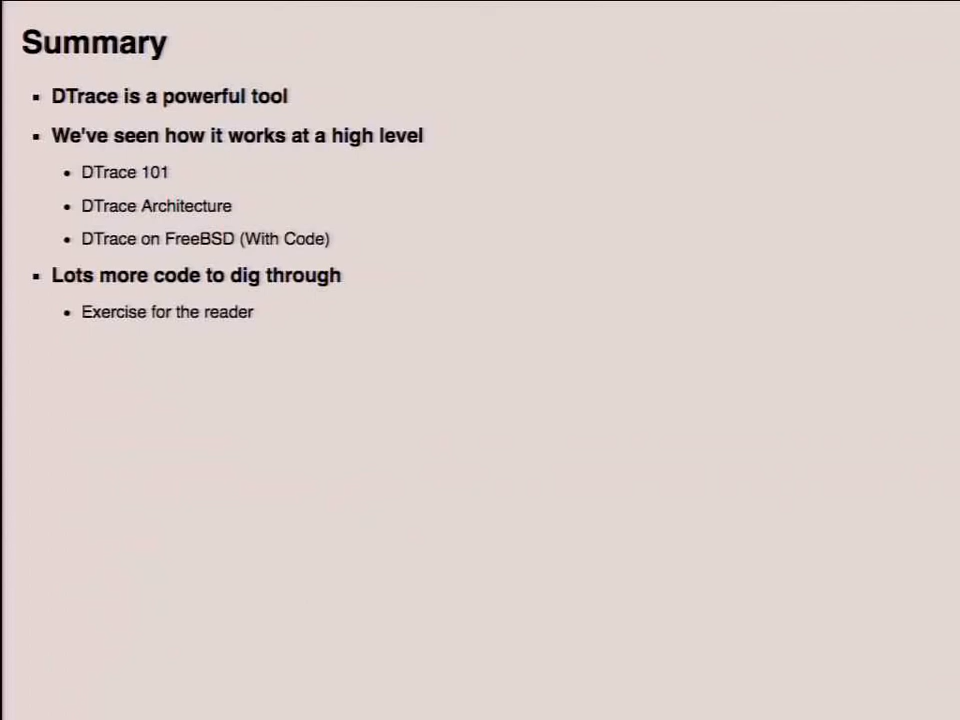 Summary
DTrace is a powerful tool
We've seen how it works at a high level
DTrace 101
DTrace Architecture
DTrace on FreeBSD (With Code)
Lots more code to dig through
Exercise for the reader